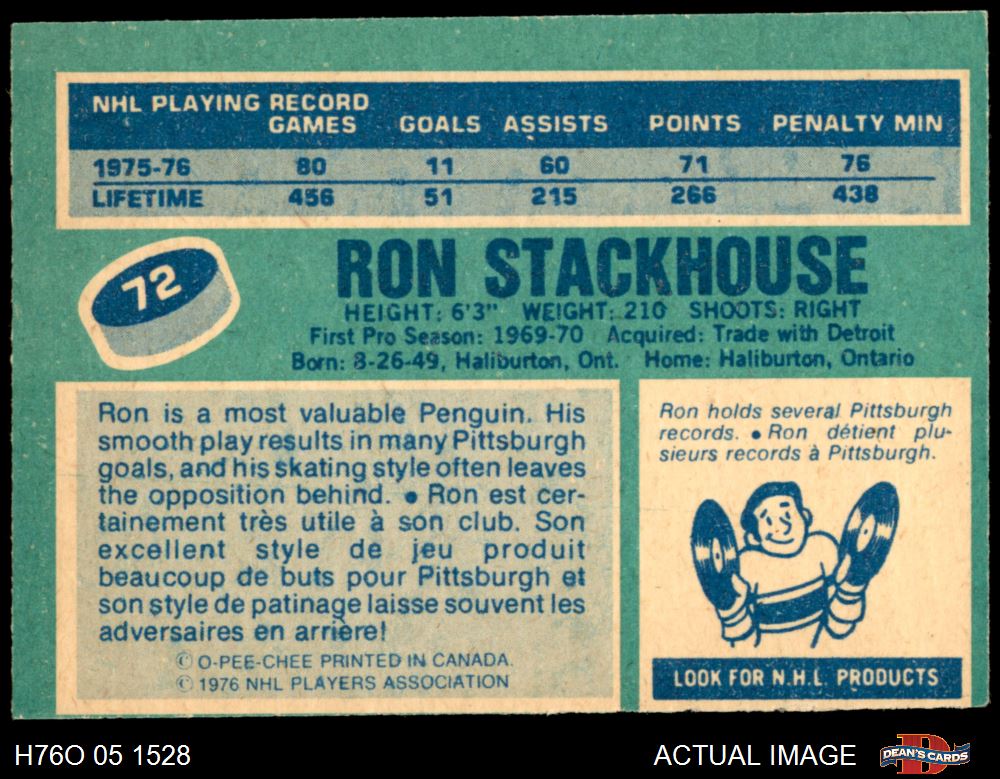 NHL PLAYING RECORD
GAMES GOALS ASSISTS POINTS PENALTY MIN
1975-76 80 11 60 71 76
LIFETIME 456 51 215 266 438
72
RON STACKHOUSE
HEIGHT: 6'3" WEIGHT: 210 SHOOTS: RIGHT
First Pro Season: 1969-70 Acquired: Trade with Detroit
Born: 8-26-49, Haliburton, Ont. Home: Haliburton, Ontario
Ron is a most valuable Penguin. His
smooth play results in many Pittsburgh
goals, and his skating style often leaves
the opposition behind. • Ron est cer-
tainement très utile à son club. Son
excellent style de jeu produit
beaucoup de buts pour Pittsburgh et
son style de patinage laisse souvent les
adversaires en arrière!
© O-PEE-CHEE PRINTED IN CANADA.
© 1976 NHL PLAYERS ASSOCIATION
Ron holds several Pittsburgh
records. • Ron détient plu-
sieurs records à Pittsburgh.
LOOK FOR N.H.L. PRODUCTS
H76O 05 1528
ACTUAL IMAGE
D
DEAN'S CARDS